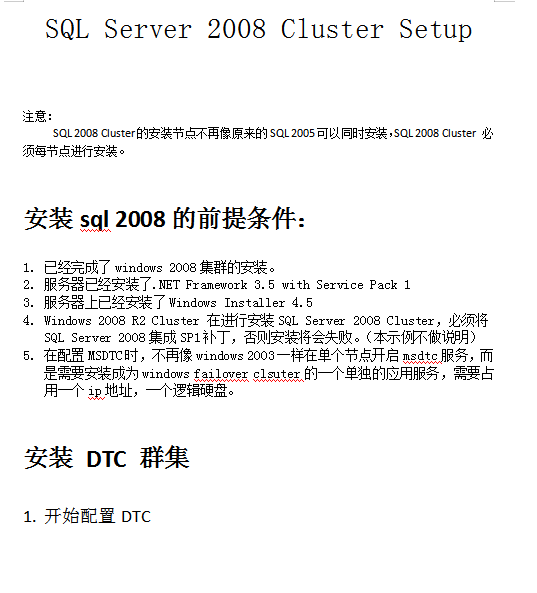 SQL Server 2008 Cluster Setup
注意：
SQL 2008 Cluster的安装节点不再像原来的SQL 2005可以同时安装,SQL 2008 Cluster 必
须每节点进行安装。
安装 sql 2008 的前提条件：
1. 已经完成了 windows 2008 集群的安装。
2. 服务器已经安装了.NET Framework 3.5 with Service Pack 1
3. 服务器上已经安装了Windows Installer 4.5
4. Windows 2008 R2 Cluster 在进行安装 SQL Server 2008 Cluster，必须将
SQL Server 2008 集成 SP1 补丁，否则安装将会失败。（本示例不做说明）
5. 在配置MSDTC时，不再像 windows 2003 一样在单个节点开启 msdtc 服务，而
是需要安装成为 windows failover clsuter 的一个单独的应用服务，需要占
用一个 ip 地址，一个逻辑硬盘。
安装 DTC 群集
1. 开始配置 DTC